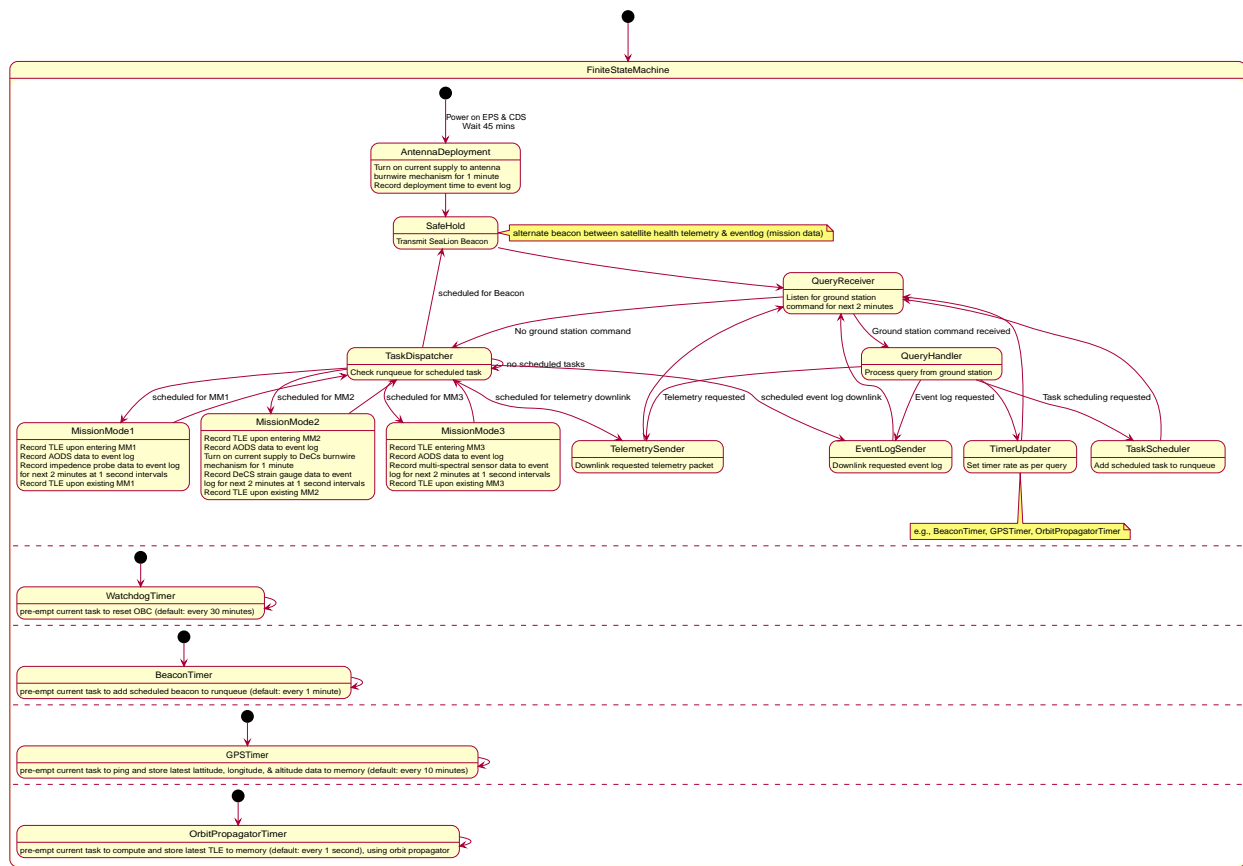 FiniteStateMachine
Power on EPS & CDS
Wait 45 mins
AntennaDeployment
Turn on current supply to antenna
burnwire mechanism for 1 minute
Record deployment time to event log
SafeHold
Transmit SeaLion Beacon
alternate beacon between satellite health telemetry & eventlog (mission data)
QueryReceiver
Listen for ground station
command for next 2 minutes
scheduled for Beacon
No ground station command
Ground station command received
TaskDispatcher
Check runqueue for scheduled task
no scheduled tasks
QueryHandler
Process query from ground station
scheduled for MM1
scheduled for MM2
scheduled for MM3
scheduled for telemetry downlink
Telemetry requested
scheduled event log downlink
Event log requested
Task scheduling requested
MissionMode1
Record TLE upon entering MM1
Record AODS data to event log
Record impedence probe data to event log
for next 2 minutes at 1 second intervals
Record TLE upon existing MM1
MissionMode2
Record TLE upon entering MM2
Record AODS data to event log
Turn on current supply to DeCs burnwire
mechanism for 1 minute
Record DeCS strain gauge data to event
log for next 2 minutes at 1 second intervals
Record TLE upon existing MM2
MissionMode3
Record TLE entering MM3
Record AODS data to event log
Record multi-spectral sensor data to event
log for next 2 minutes at 1 second intervals
Record TLE upon existing MM3
TelemetrySender
Downlink requested telemetry packet
EventLogSender
Downlink requested event log
TimerUpdater
Set timer rate as per query
TaskScheduler
Add scheduled task to runqueue
e.g., BeaconTimer, GPSTimer, OrbitPropagatorTimer
WatchdogTimer
pre-empt current task to reset OBC (default: every 30 minutes)
BeaconTimer
pre-empt current task to add scheduled beacon to runqueue (default: every 1 minute)
GPSTimer
pre-empt current task to ping and store latest lattitude, longitude, & altitude data to memory (default: every 10 minutes)
OrbitPropagatorTimer
pre-empt current task to compute and store latest TLE to memory (default: every 1 second), using orbit propagator